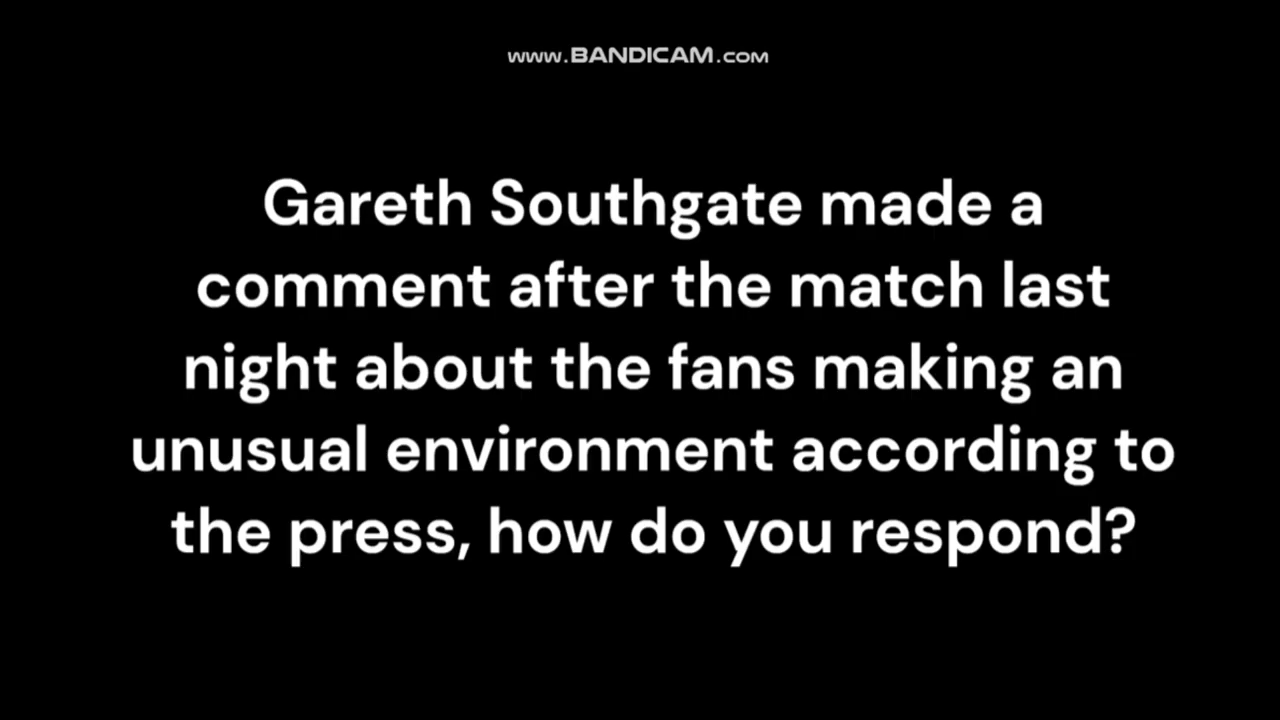 www.BANDICAM.com
Gareth Southgate made a
comment after the match last
night about the fans making an
unusual environment according to
the press, how do you respond?